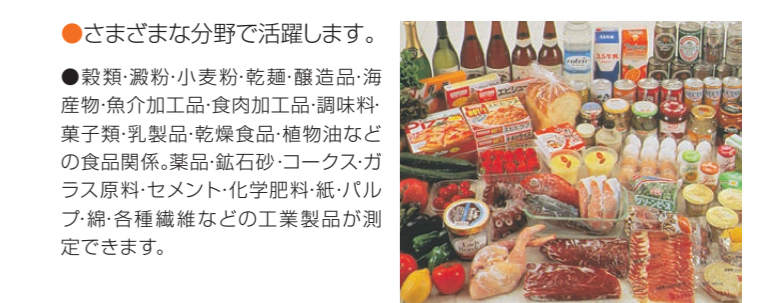 ●さまざまな分野で活躍します。
●穀類・澱粉・小麦粉・乾麺・醸造品・海
産物・魚介加工品・食肉加工品・調味料・
菓子類・乳製品・乾燥食品・植物油など
の食品関係。薬品・鉱石砂・コークス・ガ
ラス原料・セメント・化学肥料・紙・パル
プ・綿・各種繊維などの工業製品が測
定できます。
3.5牛乳